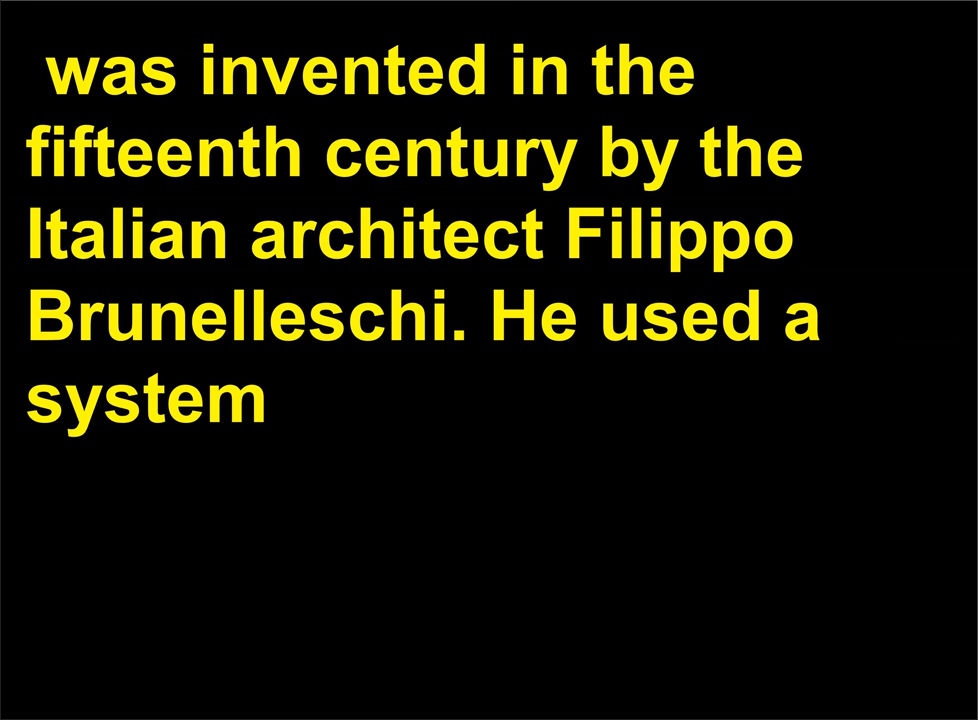 was invented in the
fifteenth century by the
Italian architect Filippo
Brunelleschi. He used a
system